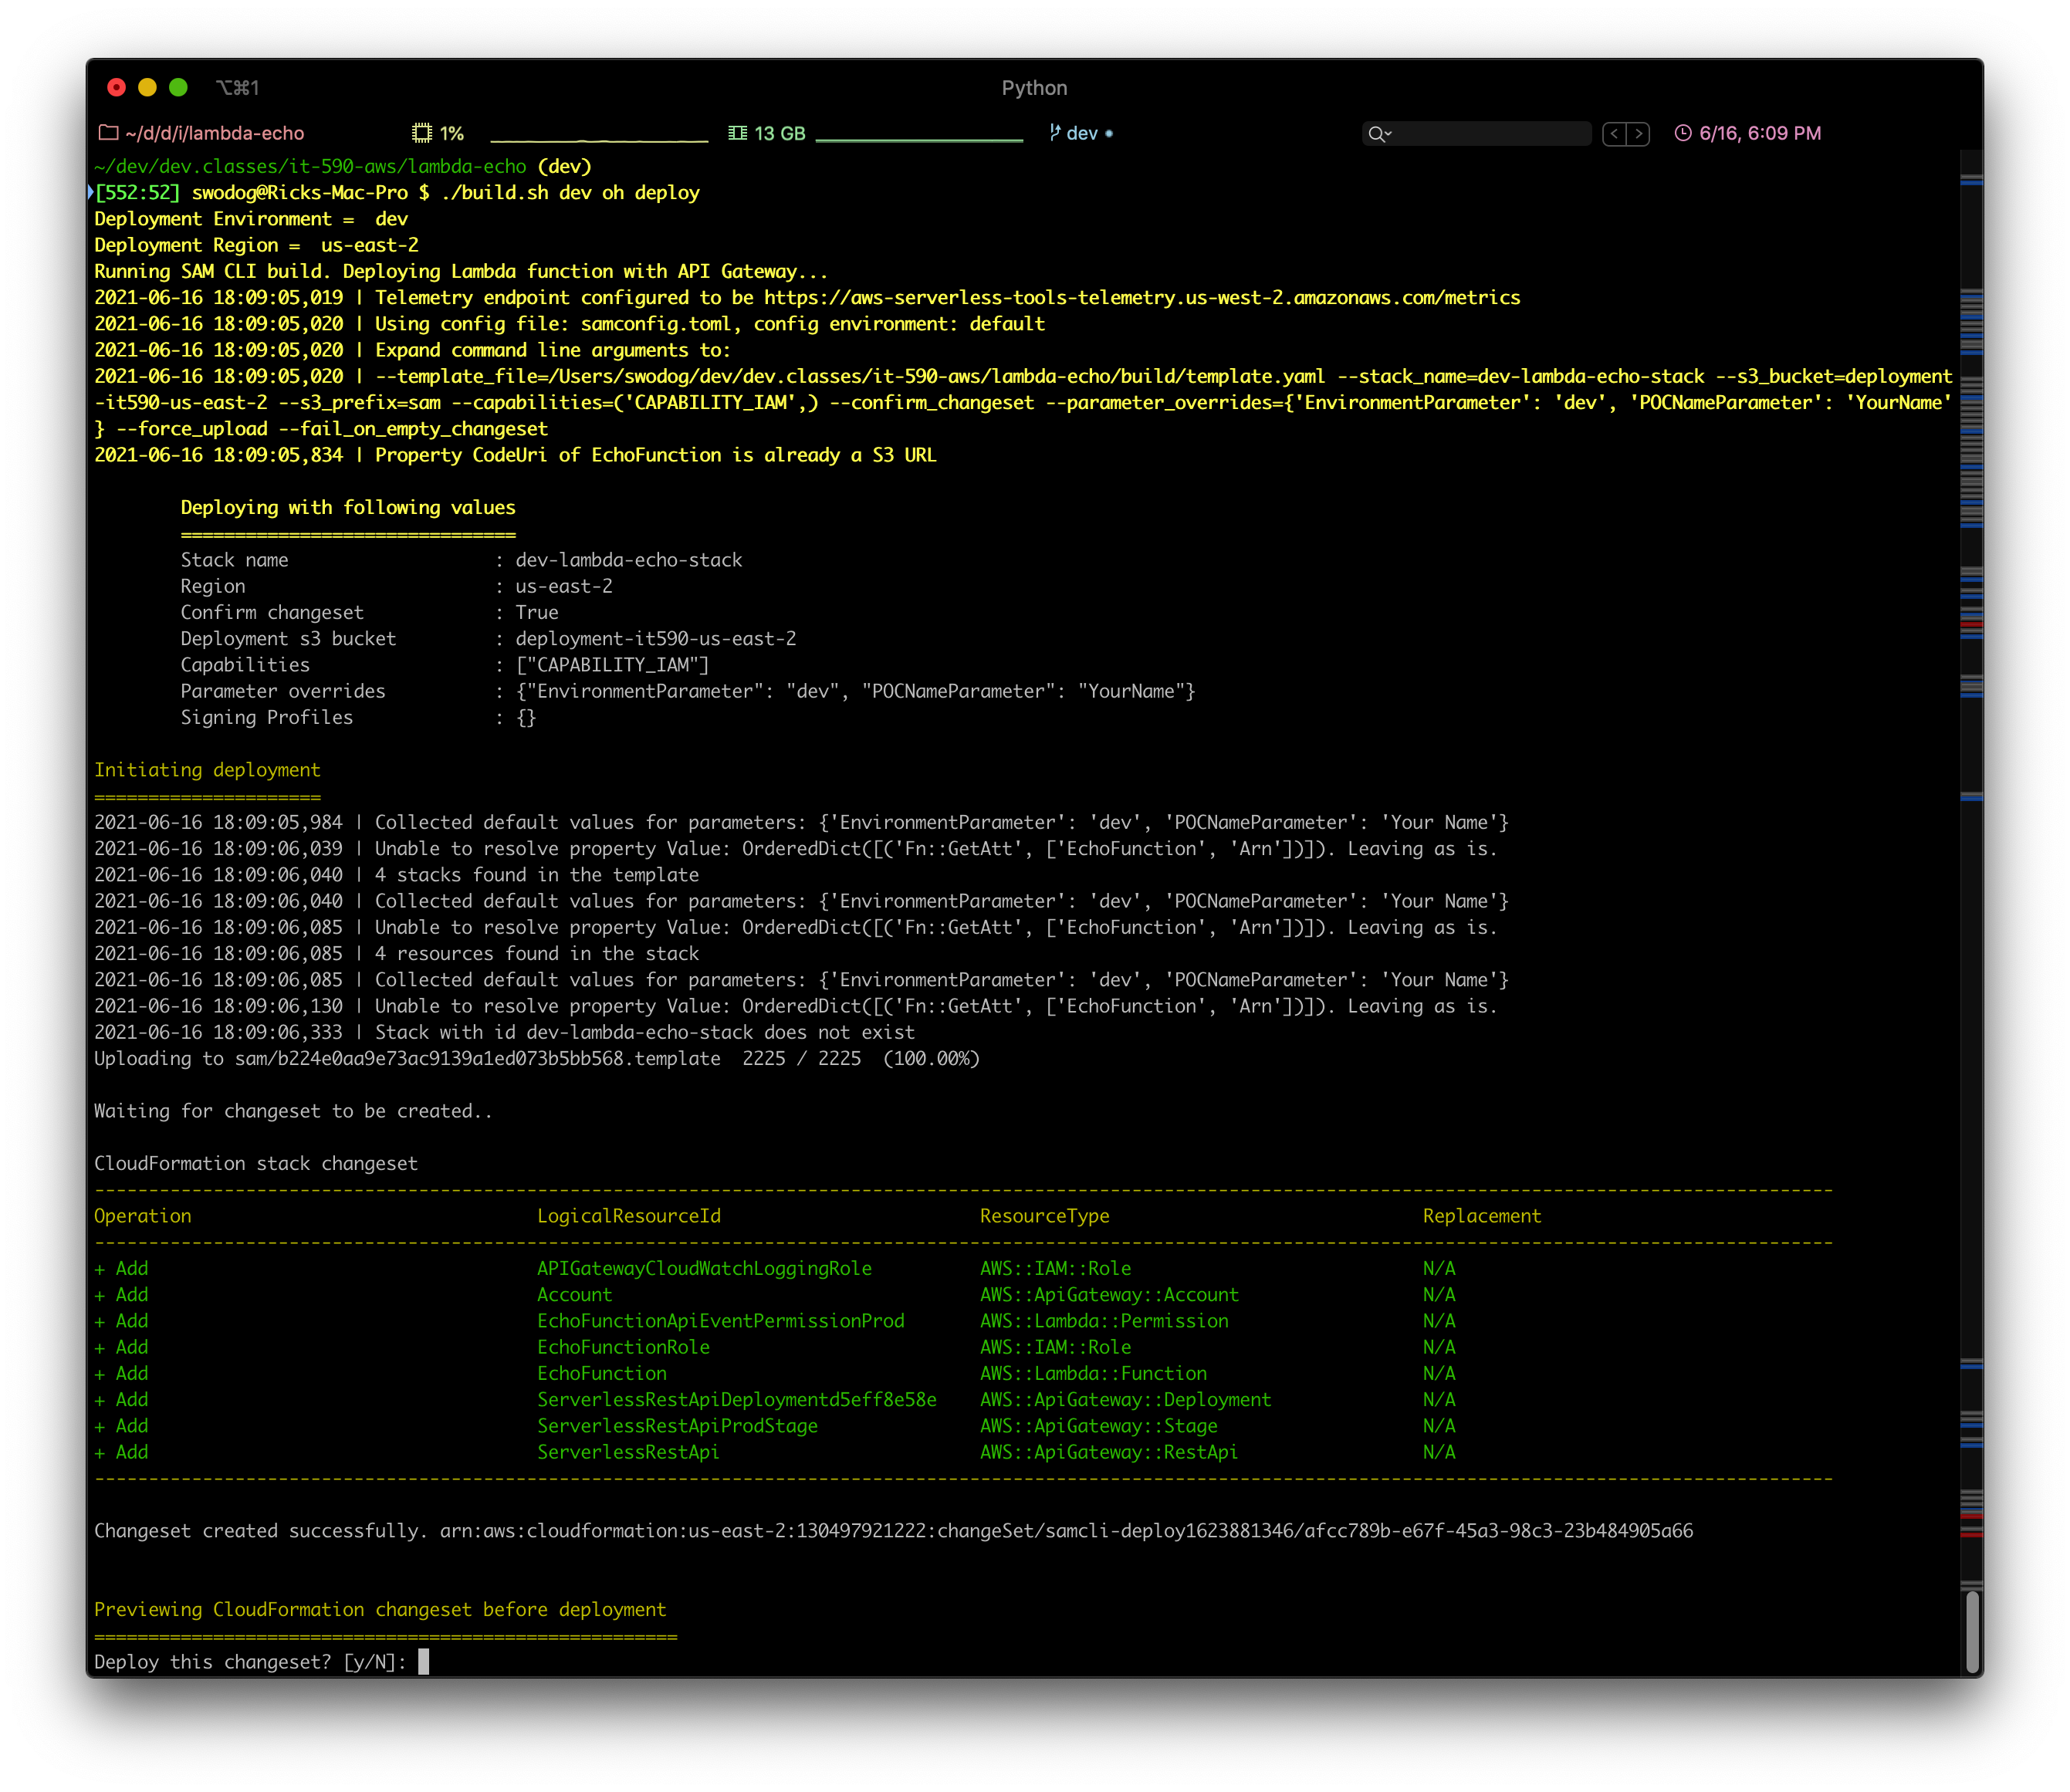 ⌥⌘1 Python
~/d/d/i/lambda-echo 1% 13 GB dev 6/16, 6:09 PM
~/dev/dev.classes/it-590-aws/lambda-echo (dev)
[552:52] swodog@Ricks-Mac-Pro $ ./build.sh dev oh deploy
Deployment Environment =  dev
Deployment Region =  us-east-2
Running SAM CLI build. Deploying Lambda function with API Gateway...
2021-06-16 18:09:05,019 | Telemetry endpoint configured to be https://aws-serverless-tools-telemetry.us-west-2.amazonaws.com/metrics
2021-06-16 18:09:05,020 | Using config file: samconfig.toml, config environment: default
2021-06-16 18:09:05,020 | Expand command line arguments to:
2021-06-16 18:09:05,020 | --template_file=/Users/swodog/dev/dev.classes/it-590-aws/lambda-echo/build/template.yaml --stack_name=dev-lambda-echo-stack --s3_bucket=deployment
-it590-us-east-2 --s3_prefix=sam --capabilities=('CAPABILITY_IAM',) --confirm_changeset --parameter_overrides={'EnvironmentParameter': 'dev', 'POCNameParameter': 'YourName'
} --force_upload --fail_on_empty_changeset
2021-06-16 18:09:05,834 | Property CodeUri of EchoFunction is already a S3 URL
Deploying with following values
===============================
Stack name : dev-lambda-echo-stack
Region : us-east-2
Confirm changeset : True
Deployment s3 bucket : deployment-it590-us-east-2
Capabilities : ["CAPABILITY_IAM"]
Parameter overrides : {"EnvironmentParameter": "dev", "POCNameParameter": "YourName"}
Signing Profiles : {}
Initiating deployment
=====================
2021-06-16 18:09:05,984 | Collected default values for parameters: {'EnvironmentParameter': 'dev', 'POCNameParameter': 'Your Name'}
2021-06-16 18:09:06,039 | Unable to resolve property Value: OrderedDict([('Fn::GetAtt', ['EchoFunction', 'Arn'])]). Leaving as is.
2021-06-16 18:09:06,040 | 4 stacks found in the template
2021-06-16 18:09:06,040 | Collected default values for parameters: {'EnvironmentParameter': 'dev', 'POCNameParameter': 'Your Name'}
2021-06-16 18:09:06,085 | Unable to resolve property Value: OrderedDict([('Fn::GetAtt', ['EchoFunction', 'Arn'])]). Leaving as is.
2021-06-16 18:09:06,085 | 4 resources found in the stack
2021-06-16 18:09:06,085 | Collected default values for parameters: {'EnvironmentParameter': 'dev', 'POCNameParameter': 'Your Name'}
2021-06-16 18:09:06,130 | Unable to resolve property Value: OrderedDict([('Fn::GetAtt', ['EchoFunction', 'Arn'])]). Leaving as is.
2021-06-16 18:09:06,333 | Stack with id dev-lambda-echo-stack does not exist
Uploading to sam/b224e0aa9e73ac9139a1ed073b5bb568.template  2225 / 2225  (100.00%)
Waiting for changeset to be created..
CloudFormation stack changeset
-----------------------------------------------------------------------------------------------------------------------------------------------------------------
Operation LogicalResourceId ResourceType Replacement
-----------------------------------------------------------------------------------------------------------------------------------------------------------------
+ Add APIGatewayCloudWatchLoggingRole AWS::IAM::Role N/A
+ Add Account AWS::ApiGateway::Account N/A
+ Add EchoFunctionApiEventPermissionProd AWS::Lambda::Permission N/A
+ Add EchoFunctionRole AWS::IAM::Role N/A
+ Add EchoFunction AWS::Lambda::Function N/A
+ Add ServerlessRestApiDeploymentd5eff8e58e AWS::ApiGateway::Deployment N/A
+ Add ServerlessRestApiProdStage AWS::ApiGateway::Stage N/A
+ Add ServerlessRestApi AWS::ApiGateway::RestApi N/A
-----------------------------------------------------------------------------------------------------------------------------------------------------------------
Changeset created successfully. arn:aws:cloudformation:us-east-2:130497921222:changeSet/samcli-deploy1623881346/afcc789b-e67f-45a3-98c3-23b484905a66
Previewing CloudFormation changeset before deployment
======================================================
Deploy this changeset? [y/N]: